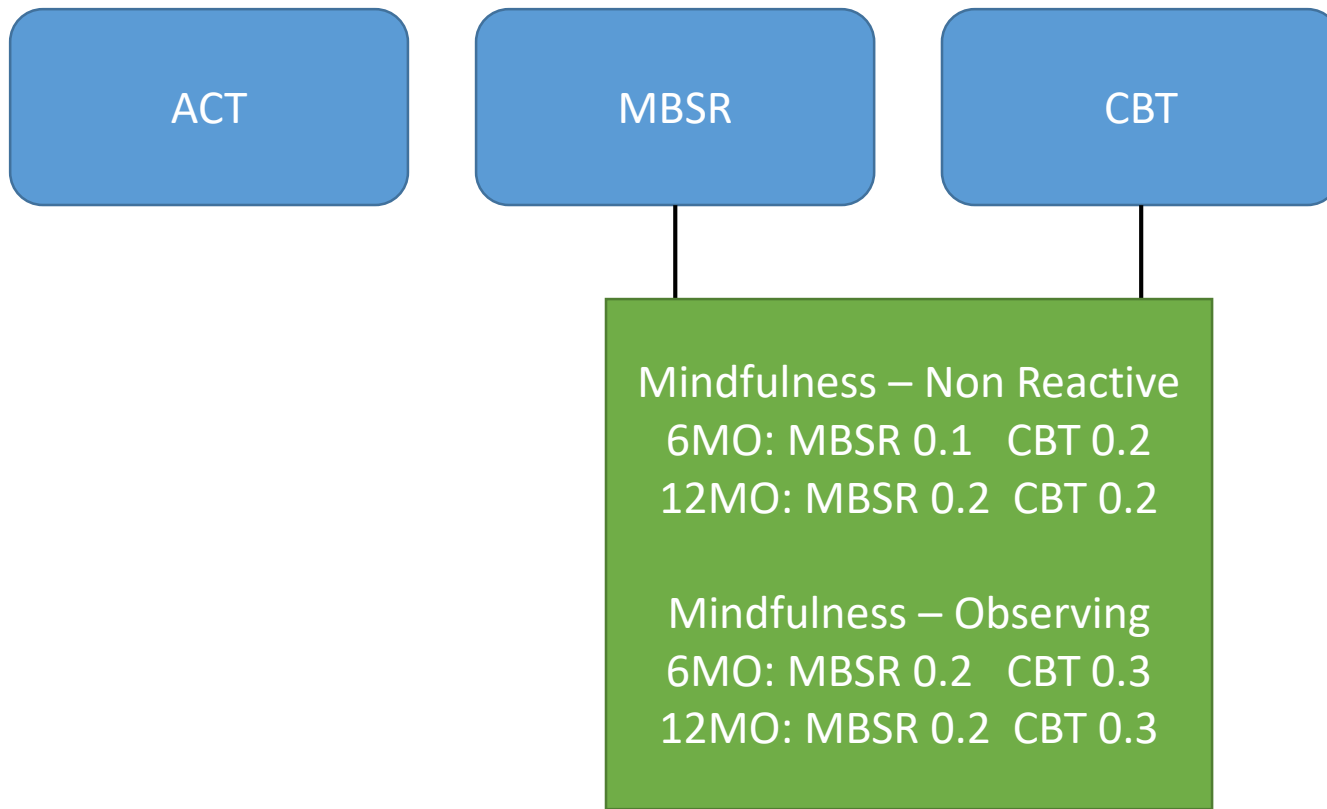 ACT
MBSR
CBT
Mindfulness – Non Reactive
6MO: MBSR 0.1   CBT 0.2
12MO: MBSR 0.2  CBT 0.2
Mindfulness – Observing
6MO: MBSR 0.2   CBT 0.3
12MO: MBSR 0.2  CBT 0.3